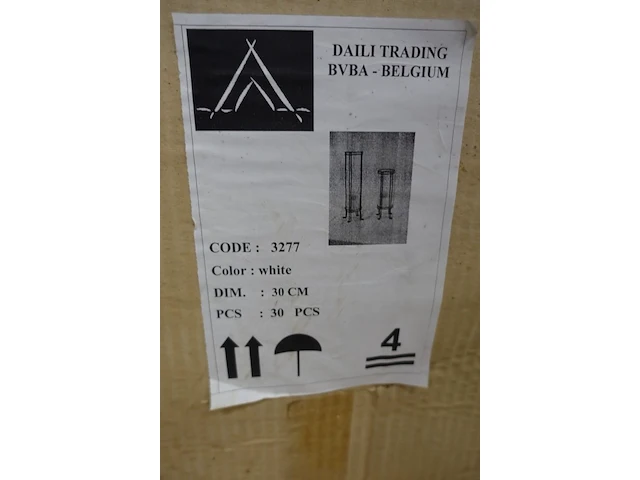 DAILI TRADING
BVBA - BELGIUM
CODE : 3277
Color : white
DIM. : 30 CM
PCS : 30 PCS
4